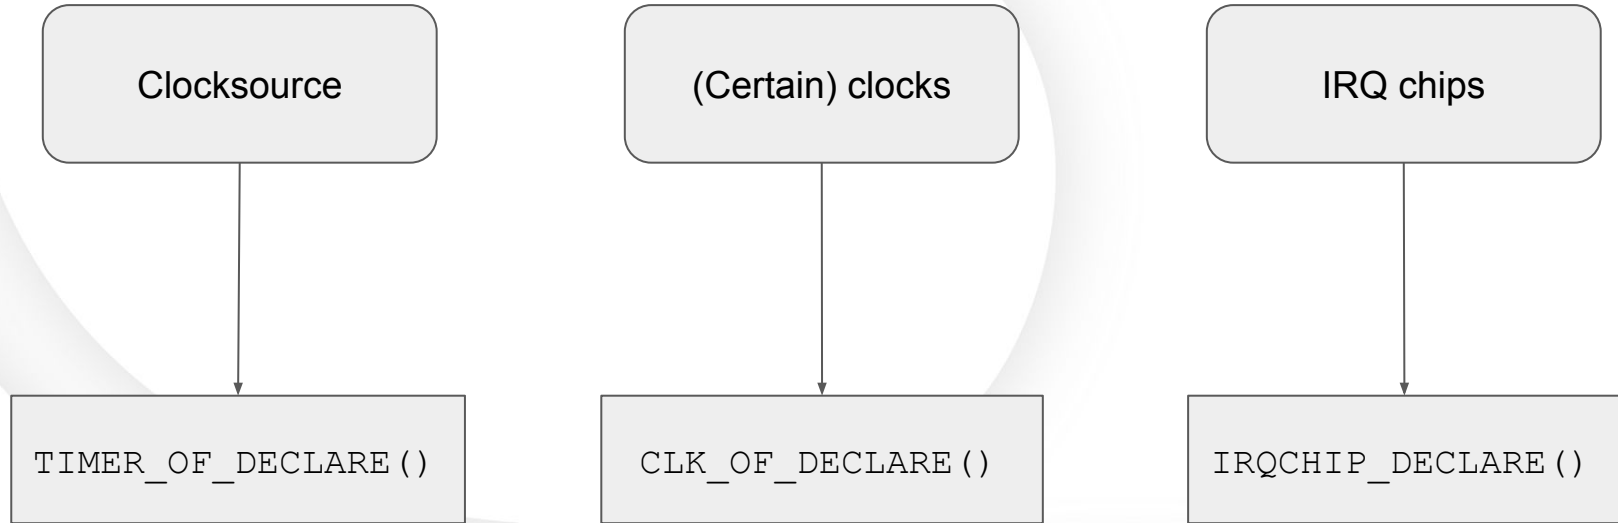 Clocksource
(Certain) clocks
IRQ chips
TIMER_OF_DECLARE()
CLK_OF_DECLARE()
IRQCHIP_DECLARE()